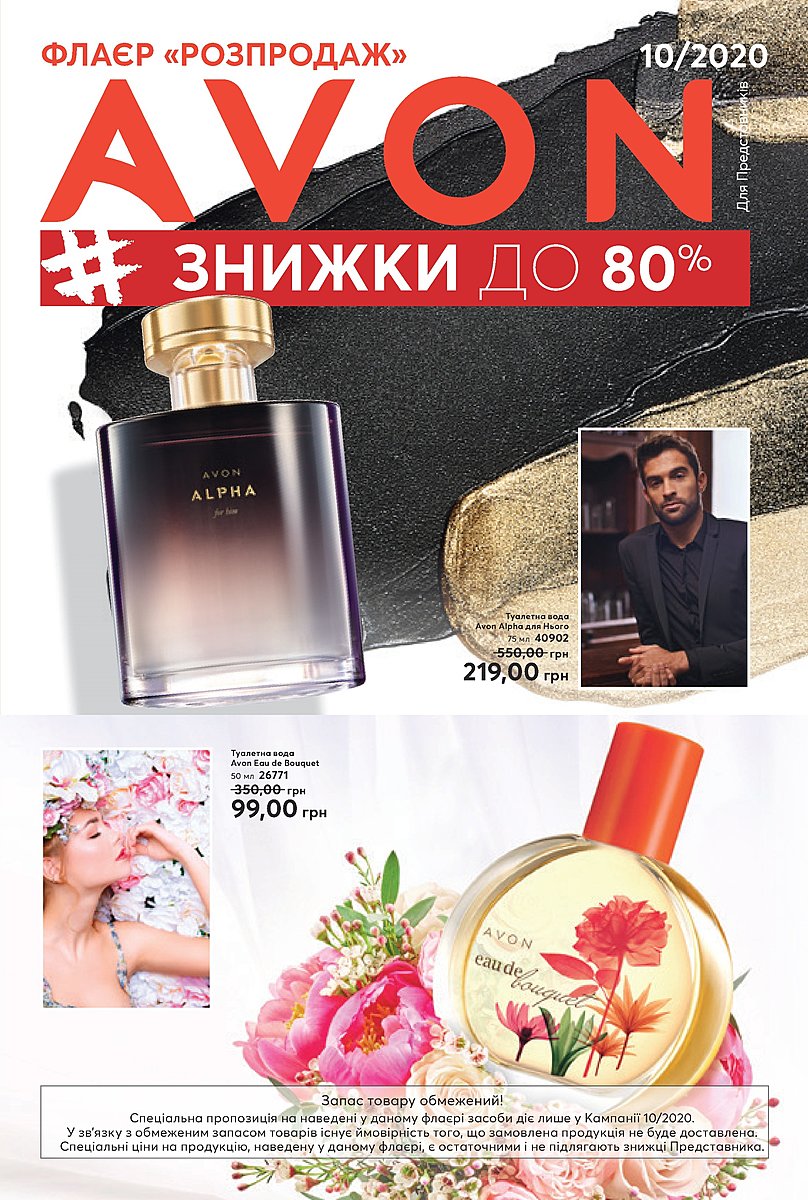 ФЛАЄР «РОЗПРОДАЖ»
10/2020
AVON
Для Представників
# ЗНИЖКИ ДО 80%
AVON
ALPHA
for him
Туалетна вода
Avon Alpha для Нього
75 мл 40902
550,00 грн
219,00 грн
Туалетна вода
Avon Eau de Bouquet
50 мл 26771
350,00 грн
99,00 грн
AVON
eau de
bouquet
Запас товару обмежений!
Спеціальна пропозиція на наведені у даному флаєрі засоби діє лише у Кампанії 10/2020.
У зв'язку з обмеженим запасом товарів існує ймовірність того, що замовлена продукція не буде доставлена.
Спеціальні ціни на продукцію, наведену у даному флаєрі, є остаточними і не підлягають знижці Представника.